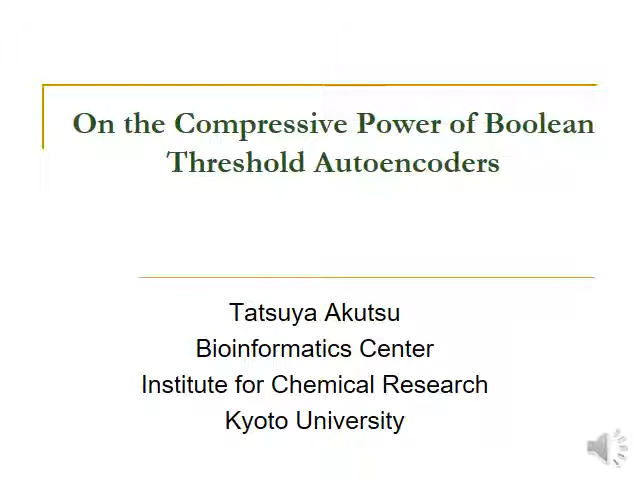 On the Compressive Power of Boolean
Threshold Autoencoders
Tatsuya Akutsu
Bioinformatics Center
Institute for Chemical Research
Kyoto University